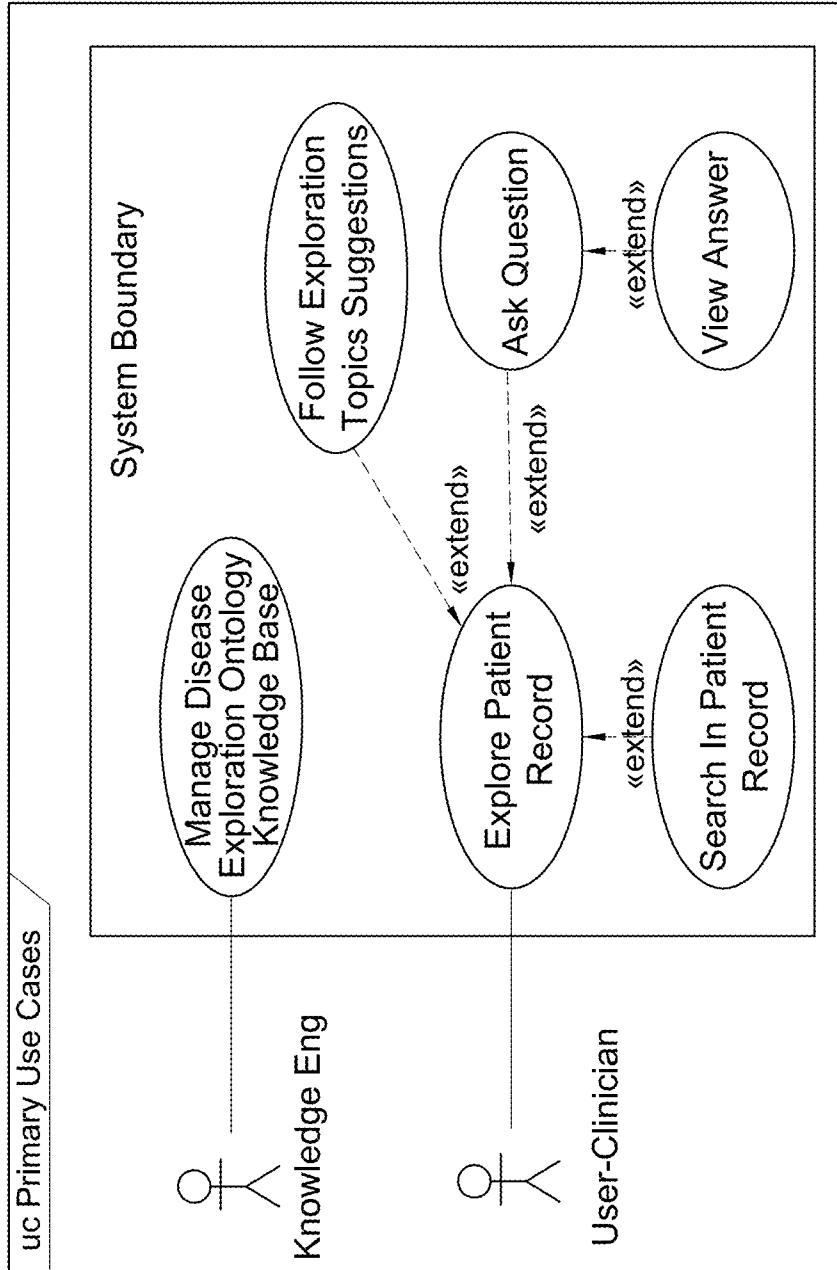 uc Primary Use Cases
System Boundary
Knowledge Eng
Manage Disease
Exploration Ontology
Knowledge Base
Follow Exploration
Topics Suggestions
«extend»
User-Clinician
Explore Patient
Record
«extend»
Ask Question
«extend»
«extend»
Search In Patient
Record
View Answer